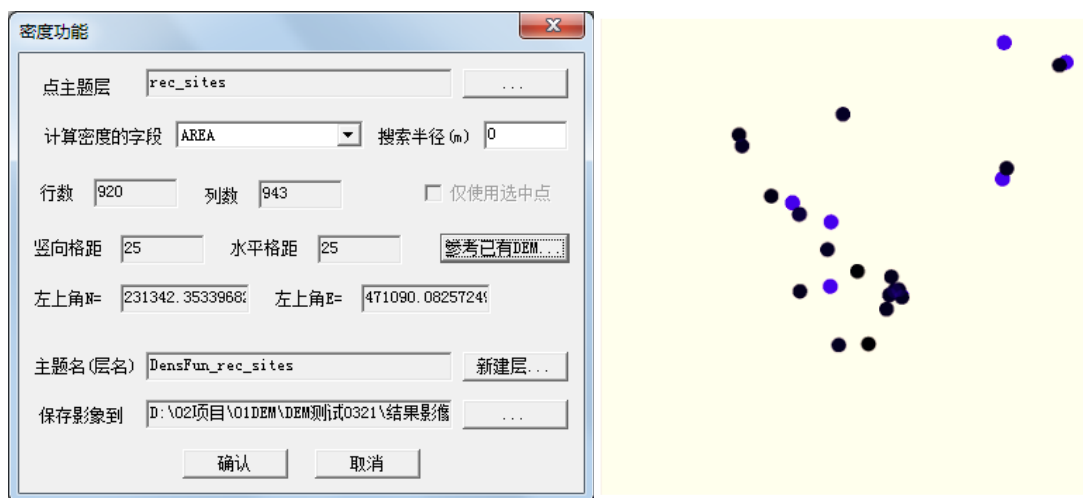 密度功能
点主题层 rec_sites ...
计算密度的字段 AREA 搜索半径(m) 0
行数 920 列数 943 仅使用选中点
竖向格距 25 水平格距 25 参考已有DEM...
左上角N= 231342.35339682 左上角E= 471090.08257249
主题名(层名) DensFun_rec_sites 新建层...
保存影象到 D:\02项目\01DEM\DEM测试0321\结果影像 ...
确认 取消